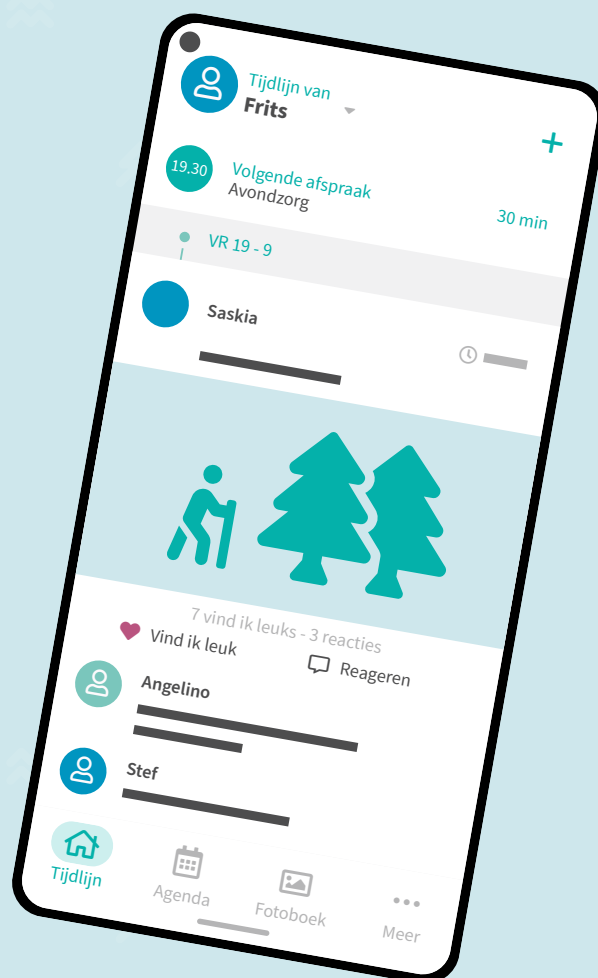 Tijdlijn van
Frits
19.30
Volgende afspraak
Avondzorg
30 min
VR 19 - 9
Saskia
7 vind ik leuks - 3 reacties
Vind ik leuk
Reageren
Angelino
Stef
Tijdlijn
Agenda
Fotoboek
Meer